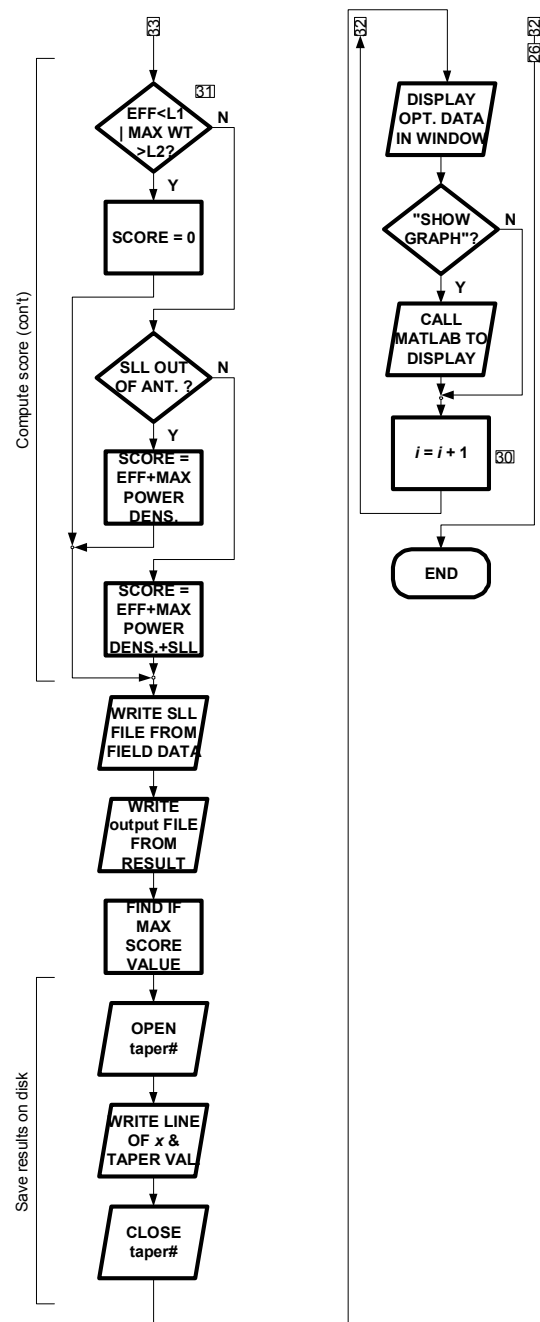 33
31
EFF<L1
| MAX WT
>L2?
N
Y
SCORE = 0
SLL OUT
OF ANT. ?
N
Y
SCORE =
EFF+MAX
POWER
DENS.
SCORE =
EFF+MAX
POWER
DENS.+SLL
Compute score (con't)
WRITE SLL
FILE FROM
FIELD DATA
WRITE
output FILE
FROM
RESULT
FIND IF
MAX
SCORE
VALUE
OPEN
taper#
WRITE LINE
OF x &
TAPER VAL.
CLOSE
taper#
Save results on disk
32
26
32
DISPLAY
OPT. DATA
IN WINDOW
"SHOW
GRAPH"?
N
Y
CALL
MATLAB TO
DISPLAY
i = i + 1
30
END